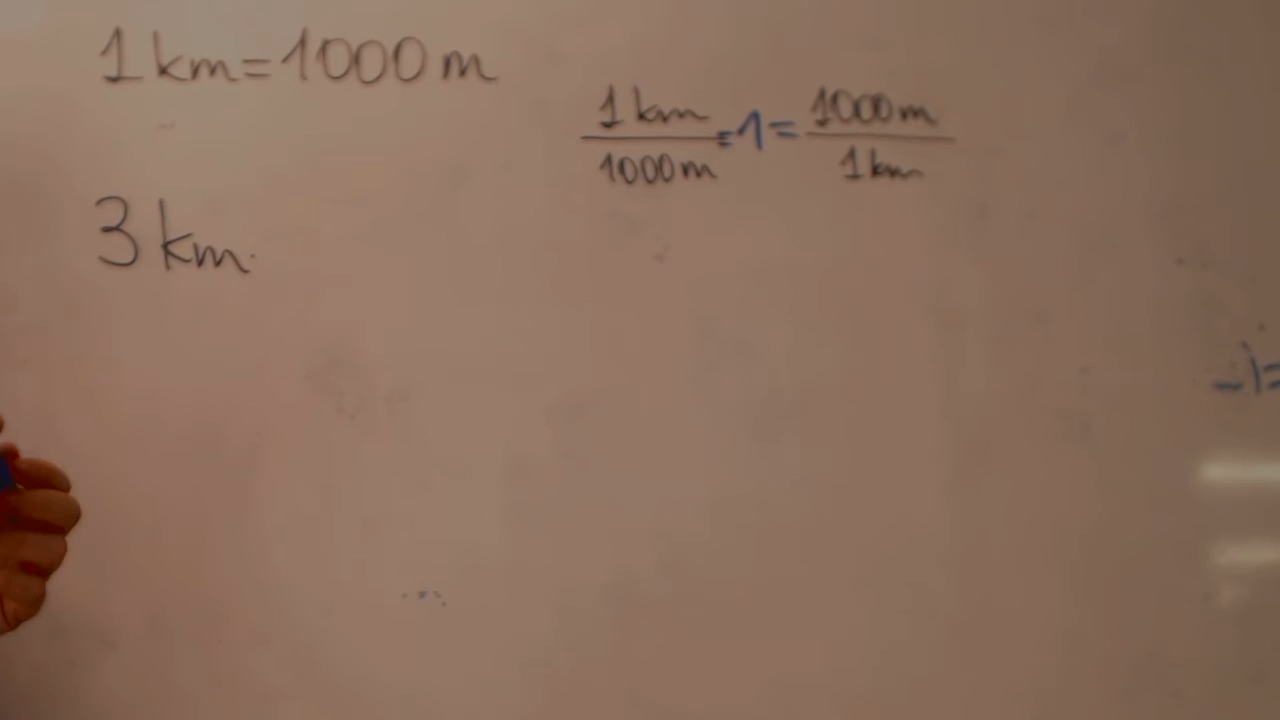 1 km = 1000 m
1 km / 1000 m = 1 = 1000 m / 1 km
3 km